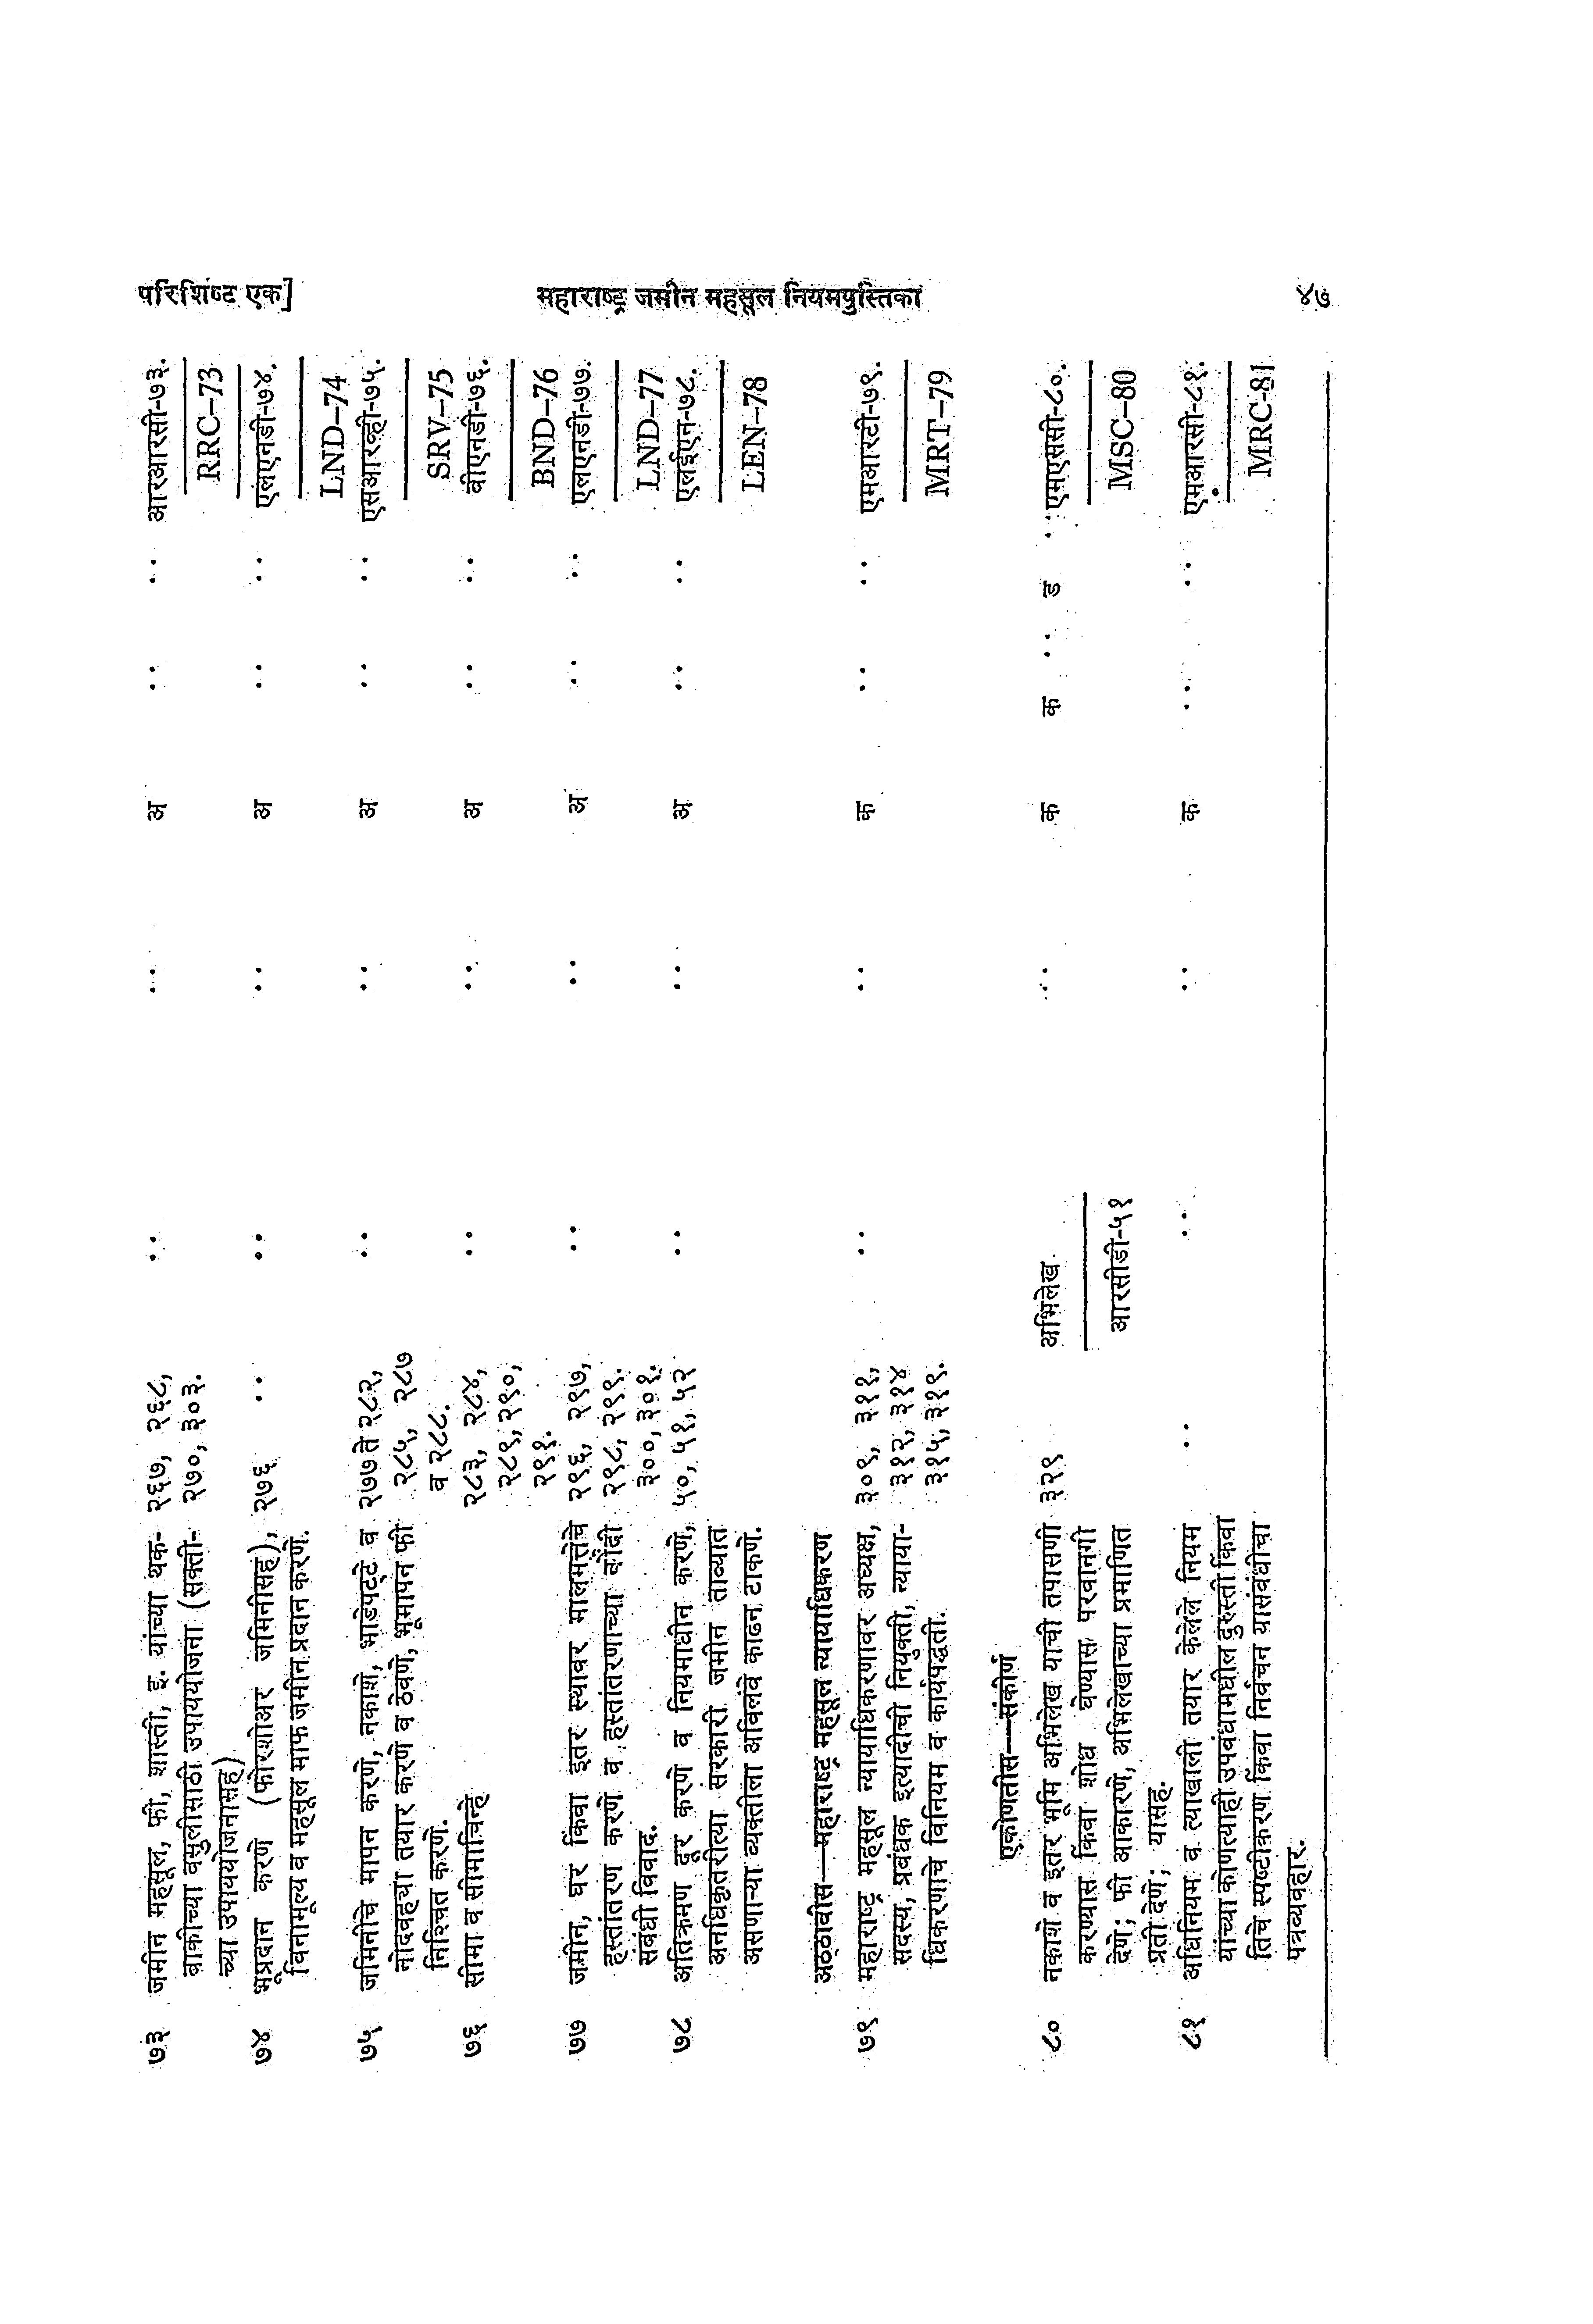 परिशिष्ट एक]
महाराष्ट्र जमीन महसूल नियमपुस्तिका
४७
७३ जमीन महसूल, फी, शास्ती, इ. यांच्या थक- २६७, २६८, .. .. अ .. .. आरआरसी-७३.
बाकीच्या वसुलीसाठी उपाययोजना (सक्ती- २७०, ३०३. RRC–73
च्या उपाययोजनासह)
७४ भूप्रदान करणे (फोरशोअर जमिनीसह), २७६ .. .. .. अ .. .. एलएनडी-७४.
विनामूल्य व महसूल माफ जमीन प्रदान करणे. LND–74
७५ जमिनीचे मापन करणे, नकाशे, भाडेपट्टे व २७७ ते २८२, .. .. अ .. .. एसआरव्ही-७५.
नोंदवह्या तयार करणे व ठेवणे, भूमापन फी २८५, २८७ SRV–75
निश्चित करणे. व २८८.
७६ सीमा व सीमाचिन्हे २८३, २८४, .. .. अ .. .. बीएनडी-७६.
२८९, २९०, BND–76
२९१.
७७ जमीन, घर किंवा इतर स्थावर मालमत्तेचे २९६, २९७, .. .. अ .. .. एलएनडी-७७.
हस्तांतरण करणे व हस्तांतरणाच्या नोंदी २९८, २९९. LND–77
संबंधी विवाद. ३००, ३०१.
७८ अतिक्रमण दूर करणे व नियमाधीन करणे, ५०, ५१, ५२ .. .. अ .. .. एलईएन-७८.
अनधिकृतरीत्या सरकारी जमीन ताब्यात LEN–78
असणाऱ्या व्यक्तीला अविलंबे काढून टाकणे.
अठ्ठावीस—महाराष्ट्र महसूल न्यायाधिकरण
७९ महाराष्ट्र महसूल न्यायाधिकरणावर अध्यक्ष, ३०९, ३११, .. .. क .. .. एमआरटी-७९.
सदस्य, प्रबंधक इत्यादीची नियुक्ती, न्याया- ३१२, ३१४ MRT–79
धिकरणाचे विनियम व कार्यपद्धती. ३१५, ३१९.
एकोणतीस—संकीर्ण
८० नकाशे व इतर भूमि अभिलेख याची तपासणी ३२९ अभिलेख .. क क .. ड .. एमएससी-८०.
करण्यास किंवा शोध घेण्यास परवानगी आरसीडी-५१ MSC–80
देणे; फी आकारणे, अभिलेखाच्या प्रमाणित
प्रती देणे; यासह.
८१ अधिनियम व त्याखाली तयार केलेले नियम .. .. .. क .. .. एमआरसी-८१.
यांच्या कोणत्याही उपबंधामधील दुरुस्ती किंवा MRC-81
तिचे स्पष्टीकरण किंवा निर्वचन यासंबंधीचा
पत्रव्यवहार.